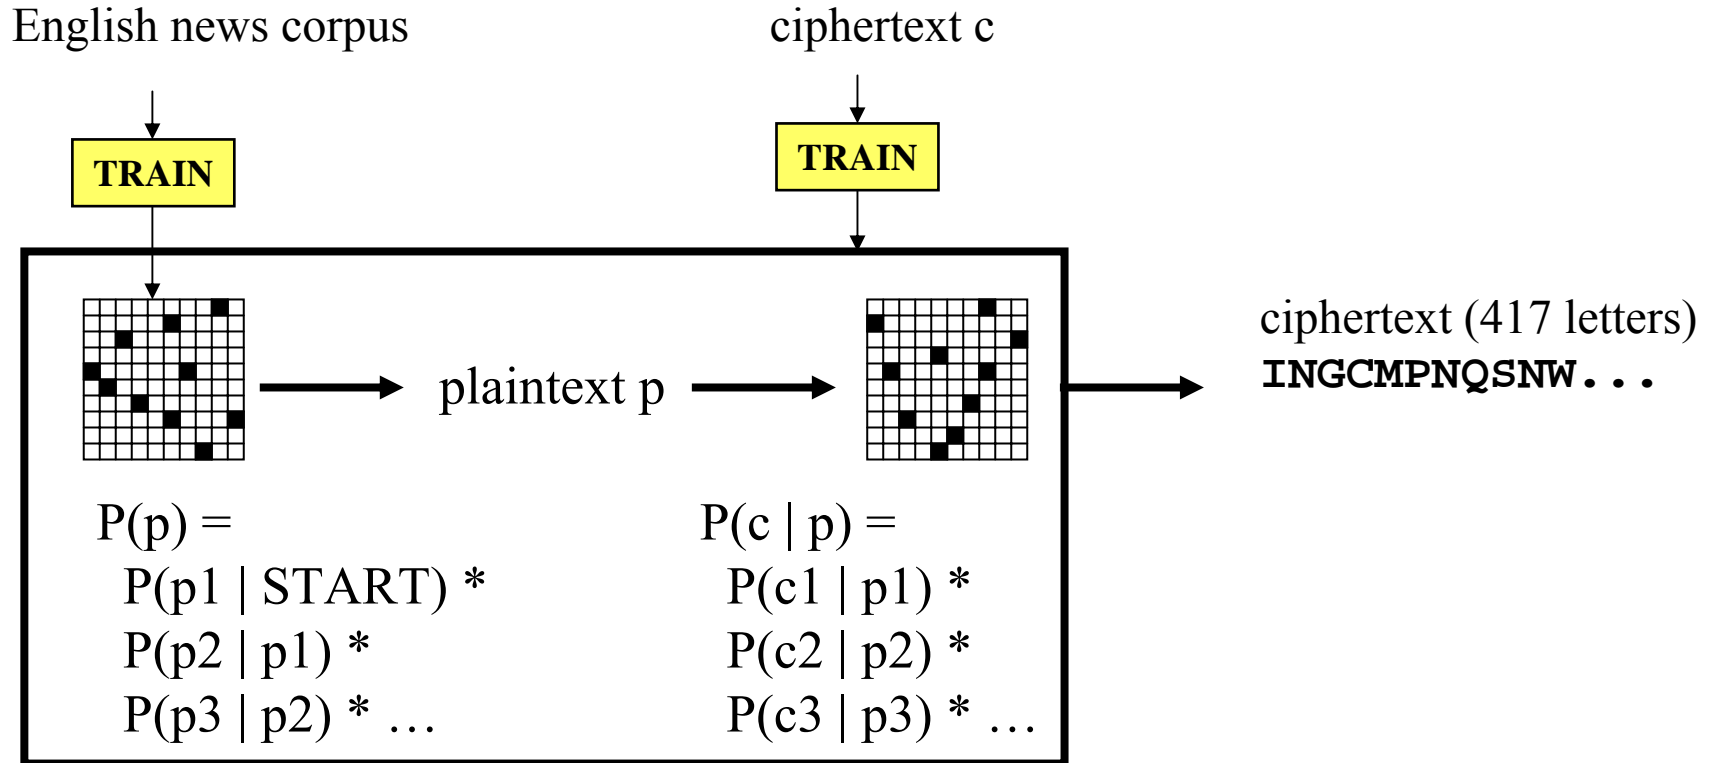 English news corpus
ciphertext c
TRAIN
TRAIN
plaintext p
ciphertext (417 letters)
INGCMPNQSNW...
P(p) =
P(p1 | START) *
P(p2 | p1) *
P(p3 | p2) * …
P(c | p) =
P(c1 | p1) *
P(c2 | p2) *
P(c3 | p3) * …